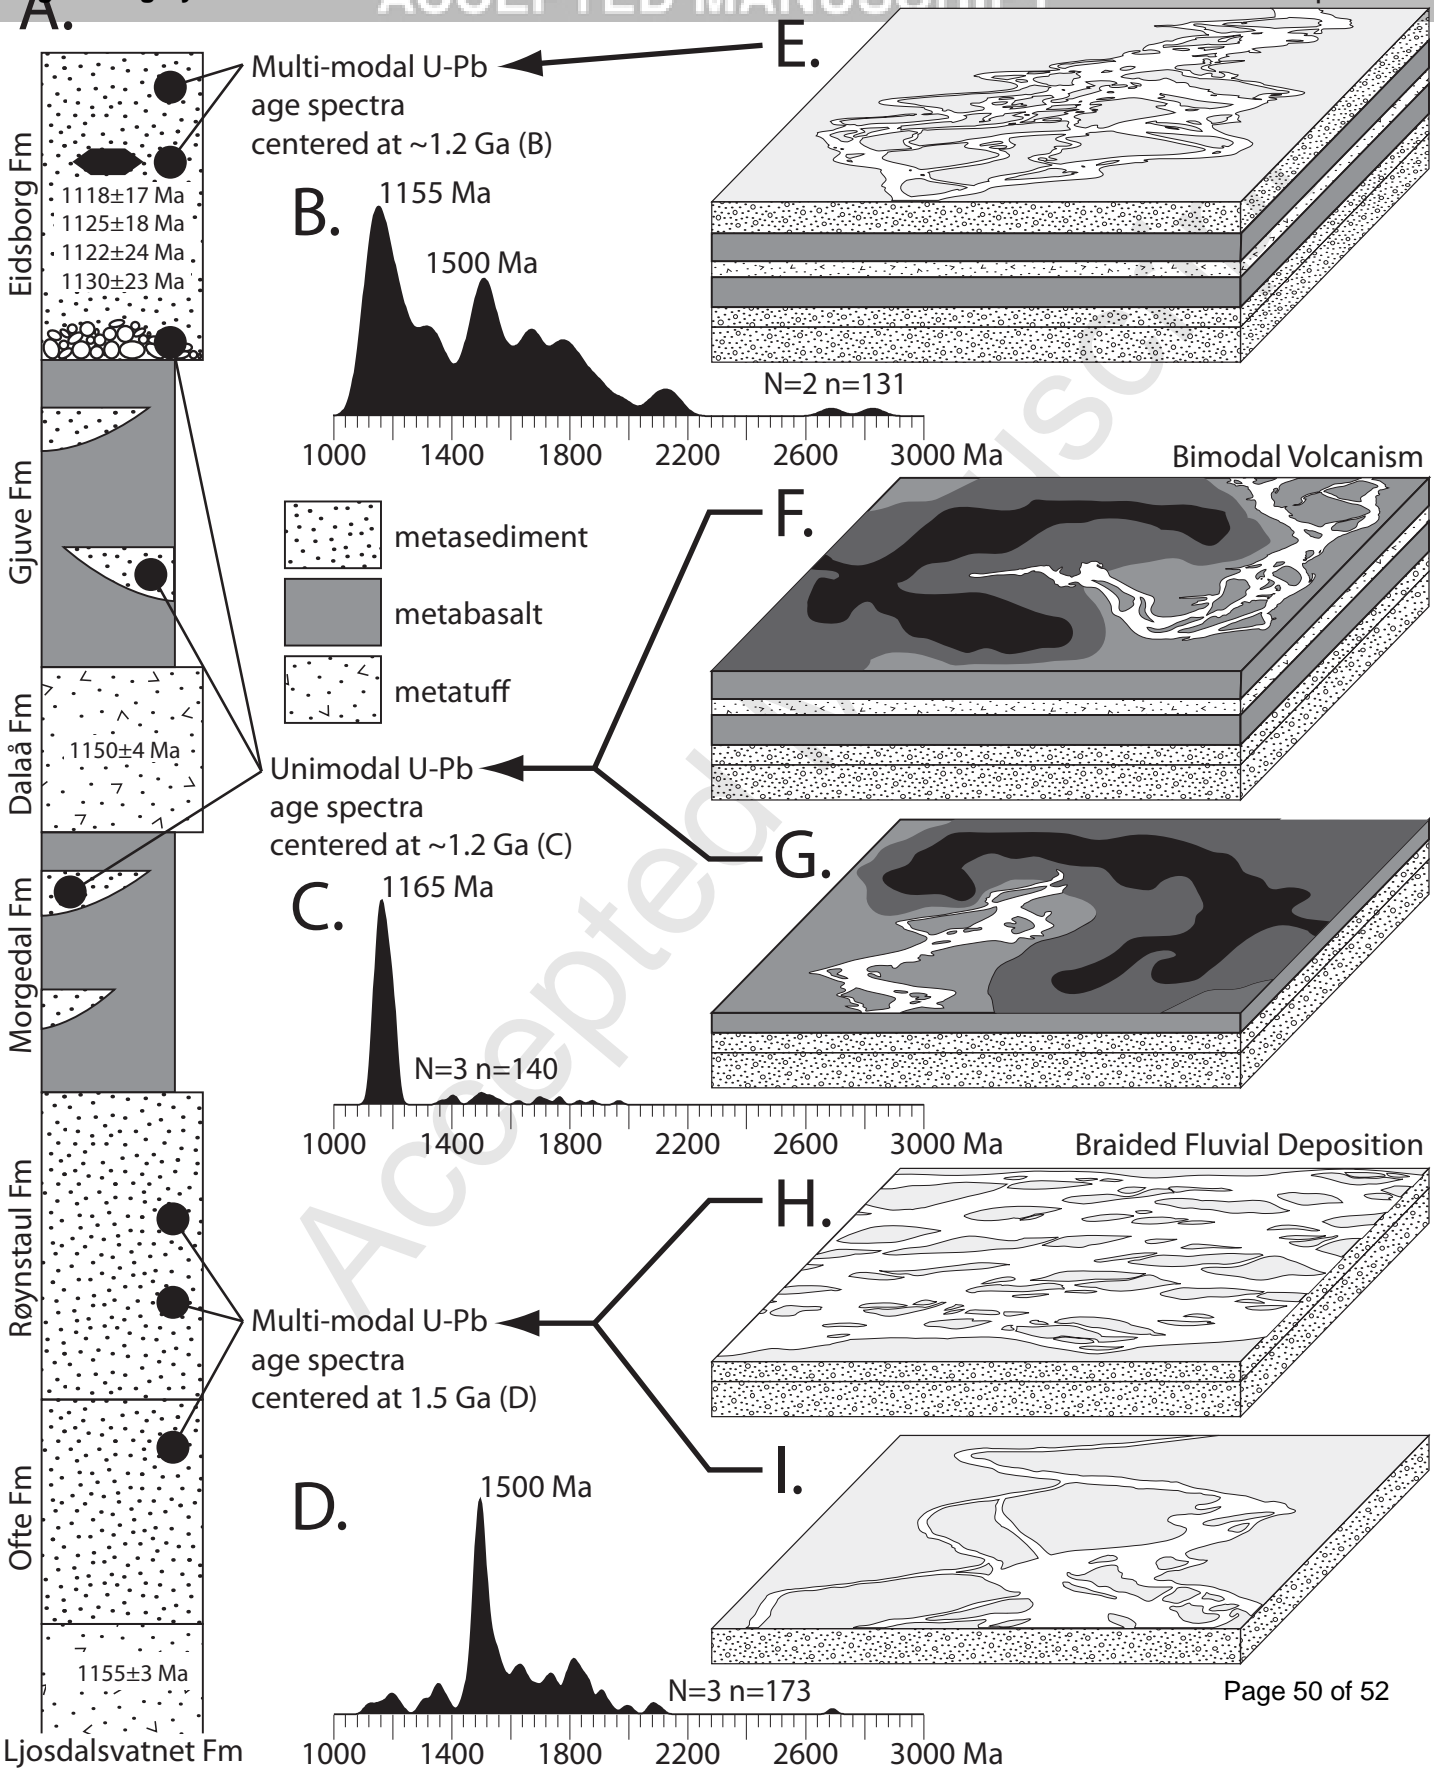 ACCEPTED MANUSCRIPT
A.
Eidsborg Fm
Gjuve Fm
Dalaå Fm
Morgedal Fm
Røynstaul Fm
Ofte Fm
Ljosdalsvatnet Fm
1118±17 Ma
1125±18 Ma
1122±24 Ma
1130±23 Ma
1150±4 Ma
1155±3 Ma
Multi-modal U-Pb
age spectra
centered at ~1.2 Ga (B)
B.
1155 Ma
1500 Ma
N=2 n=131
1000 1400 1800 2200 2600 3000 Ma
metasediment
metabasalt
metatuff
Unimodal U-Pb
age spectra
centered at ~1.2 Ga (C)
C.
1165 Ma
N=3 n=140
1000 1400 1800 2200 2600 3000 Ma
Multi-modal U-Pb
age spectra
centered at 1.5 Ga (D)
D.
1500 Ma
N=3 n=173
1000 1400 1800 2200 2600 3000 Ma
E.
Bimodal Volcanism
F.
G.
Braided Fluvial Deposition
H.
I.
Page 50 of 52
Accepted Manuscript